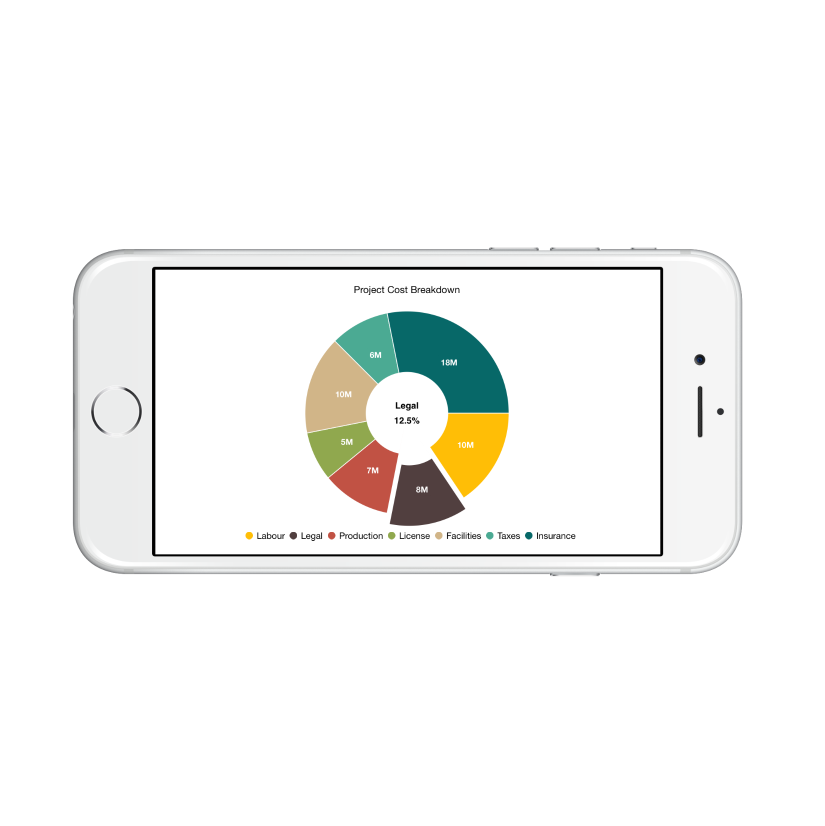 Project Cost Breakdown
6M
18M
10M
Legal
12.5%
5M
10M
7M
8M
Labour Legal Production License Facilities Taxes Insurance